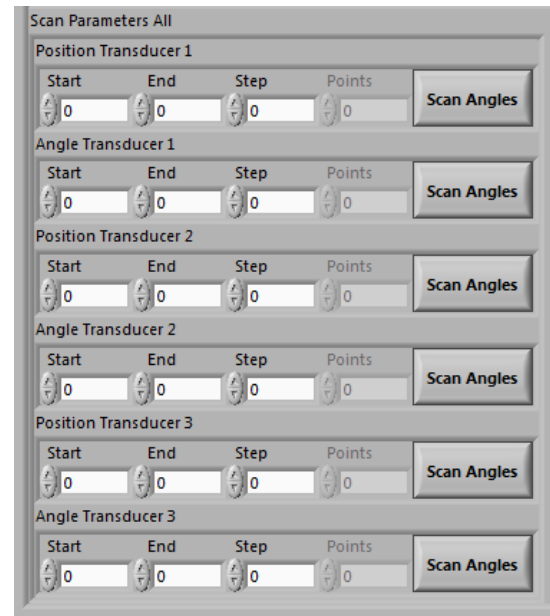 Scan Parameters All
Position Transducer 1
Start End Step Points
0 0 0 0 Scan Angles
Angle Transducer 1
Start End Step Points
0 0 0 0 Scan Angles
Position Transducer 2
Start End Step Points
0 0 0 0 Scan Angles
Angle Transducer 2
Start End Step Points
0 0 0 0 Scan Angles
Position Transducer 3
Start End Step Points
0 0 0 0 Scan Angles
Angle Transducer 3
Start End Step Points
0 0 0 0 Scan Angles